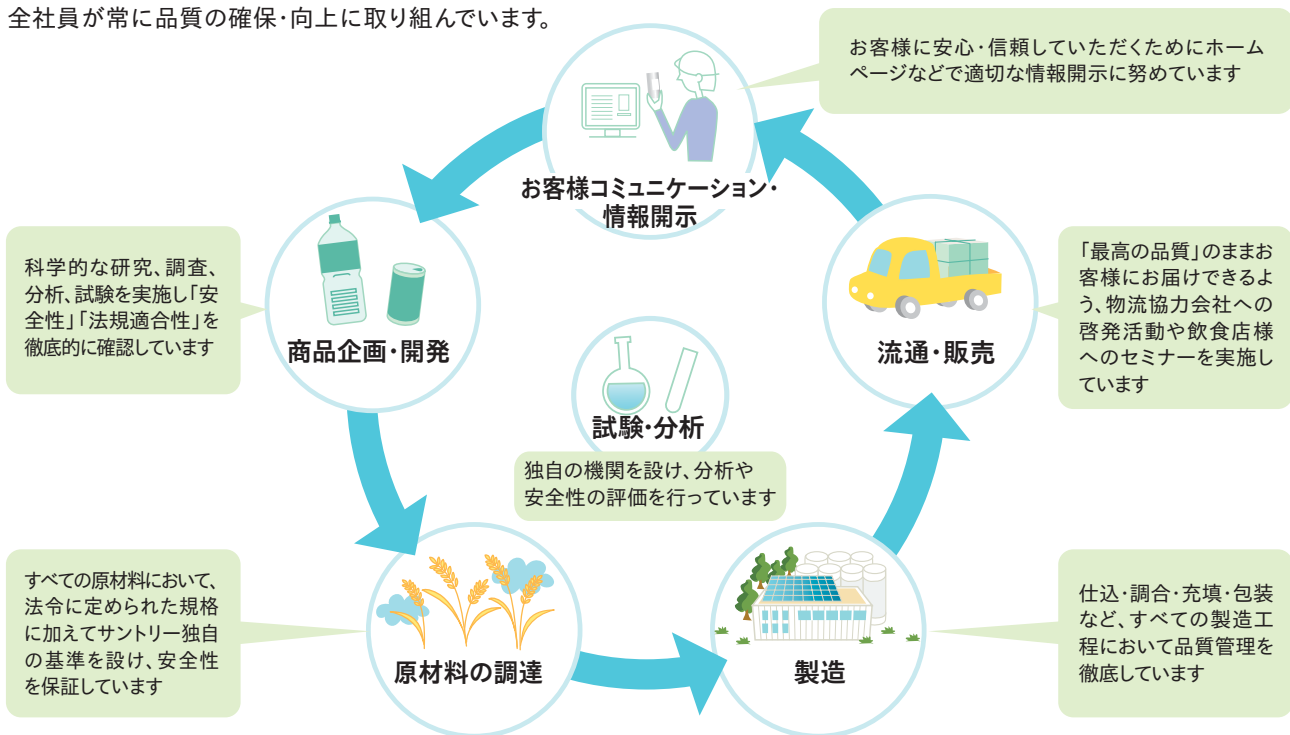 全社員が常に品質の確保・向上に取り組んでいます。
お客様に安心・信頼していただくためにホーム
ページなどで適切な情報開示に努めています
お客様コミュニケーション・
情報開示
科学的な研究、調査、
分析、試験を実施し「安
全性」「法規適合性」を
徹底的に確認しています
商品企画・開発
流通・販売
「最高の品質」のままお
客様にお届けできるよ
う、物流協力会社への
啓発活動や飲食店様
へのセミナーを実施し
ています
試験・分析
独自の機関を設け、分析や
安全性の評価を行っています
すべての原材料において、
法令に定められた規格
に加えてサントリー独自
の基準を設け、安全性
を保証しています
原材料の調達
製造
仕込・調合・充填・包装
など、すべての製造工
程において品質管理を
徹底しています